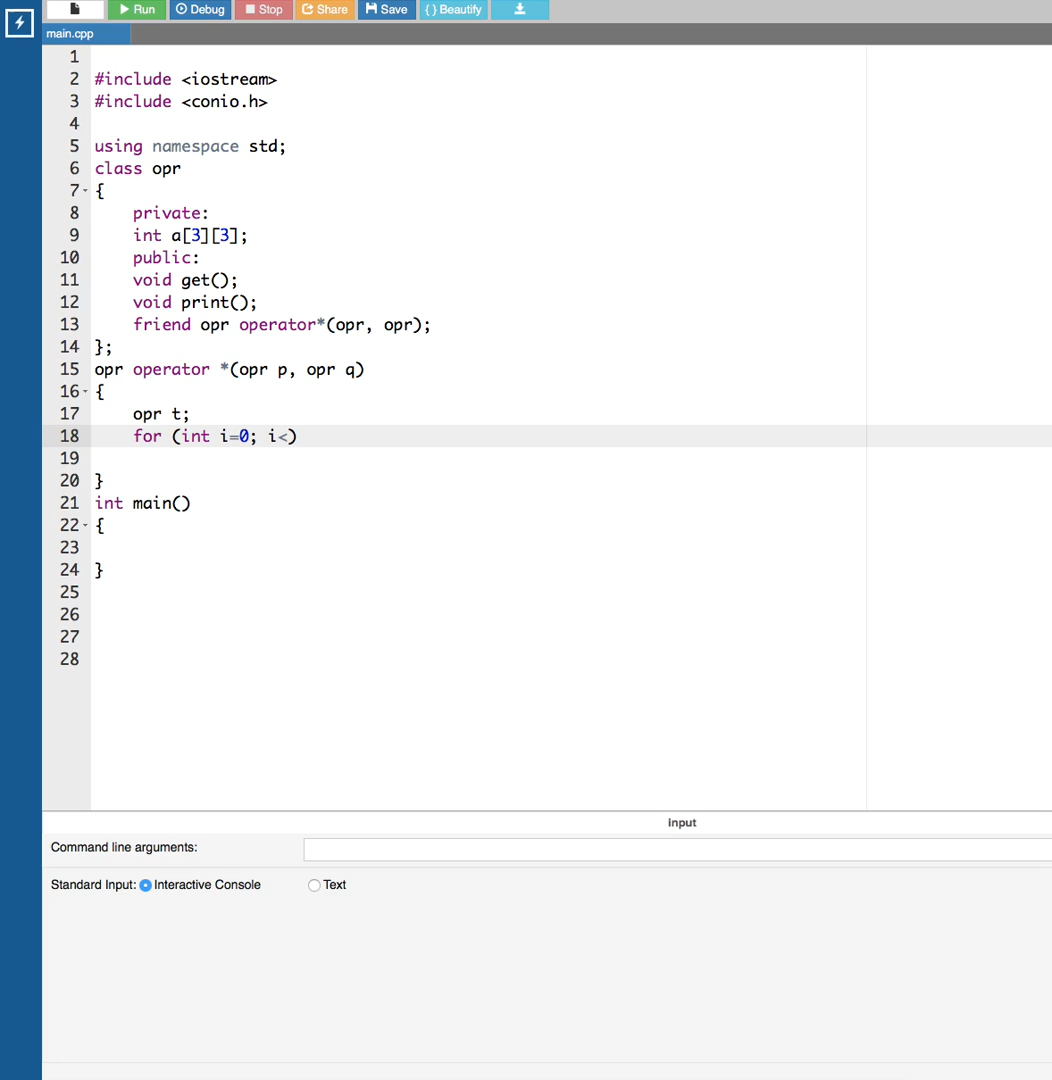 Run Debug Stop Share Save { } Beautify
main.cpp
1
2 #include <iostream>
3 #include <conio.h>
4
5 using namespace std;
6 class opr
7 {
8 private:
9 int a[3][3];
10 public:
11 void get();
12 void print();
13 friend opr operator*(opr, opr);
14 };
15 opr operator *(opr p, opr q)
16 {
17 opr t;
18 for (int i=0; i<)
19
20 }
21 int main()
22 {
23
24 }
25
26
27
28
input
Command line arguments:
Standard Input: Interactive Console Text